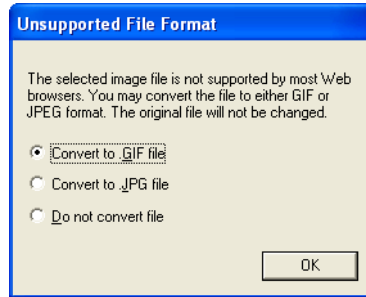 Unsupported File Format
The selected image file is not supported by most Web
browsers. You may convert the file to either GIF or
JPEG format. The original file will not be changed.
Convert to .GIF file
Convert to .JPG file
Do not convert file
OK